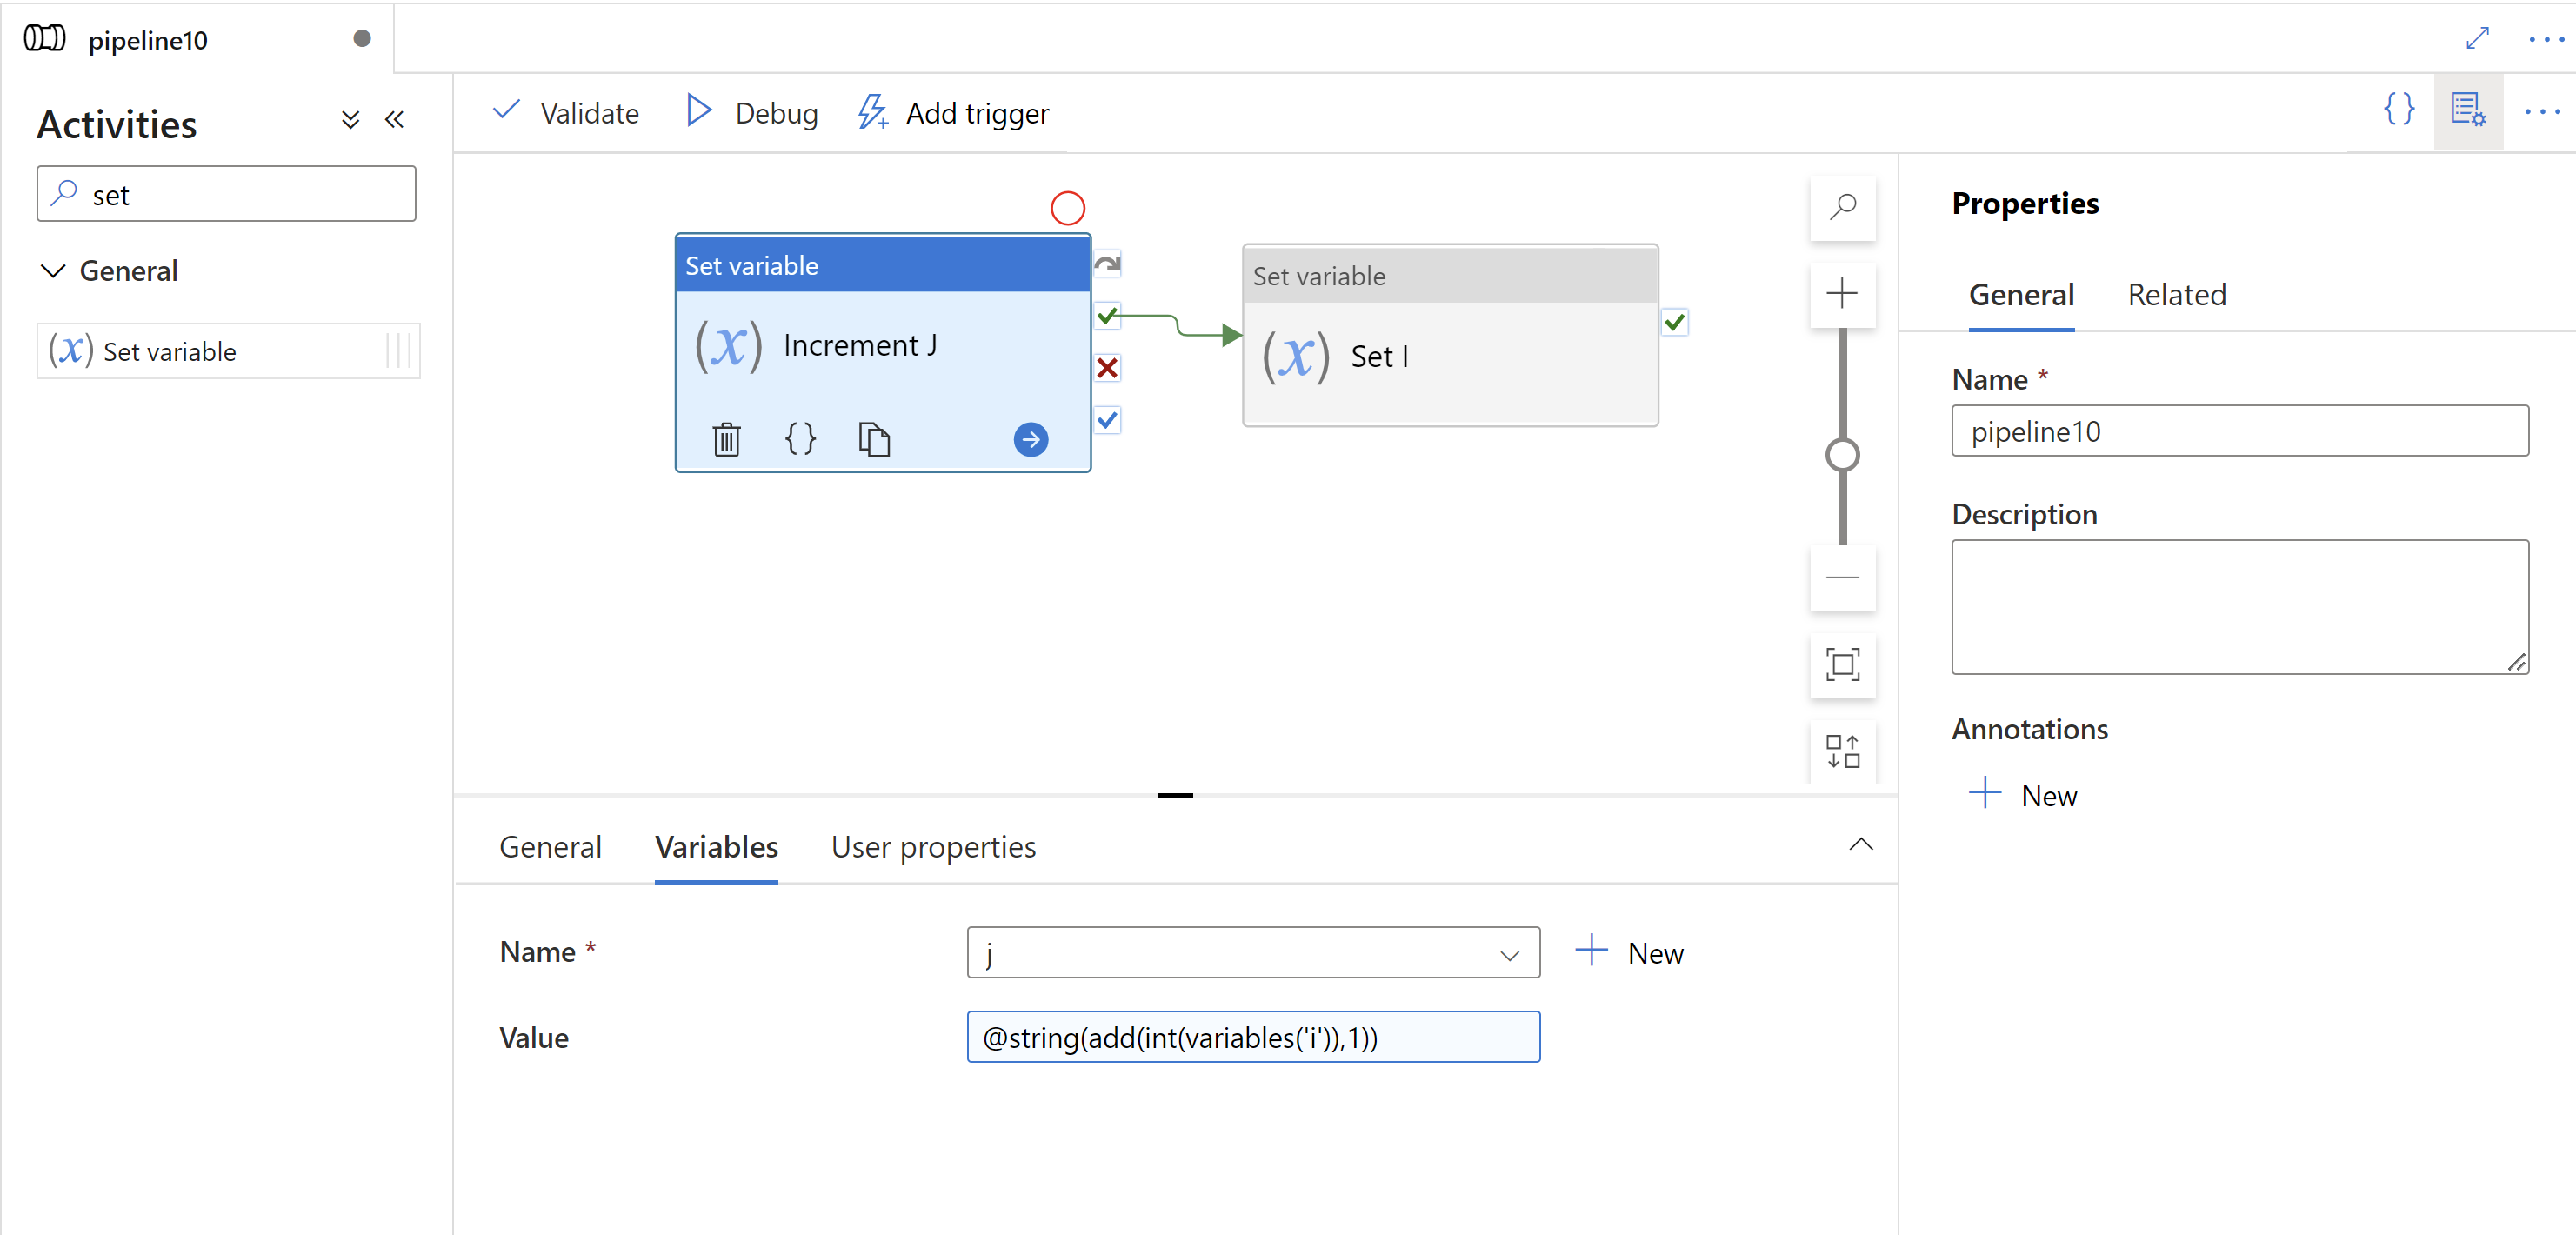 pipeline10
Activities
set
General
(x) Set variable
Validate
Debug
Add trigger
Set variable
(x) Increment J
{}
Set variable
(x) Set I
General
Variables
User properties
Name *
j
New
Value
@string(add(int(variables('i')),1))
{}
Properties
General
Related
Name *
pipeline10
Description
Annotations
New